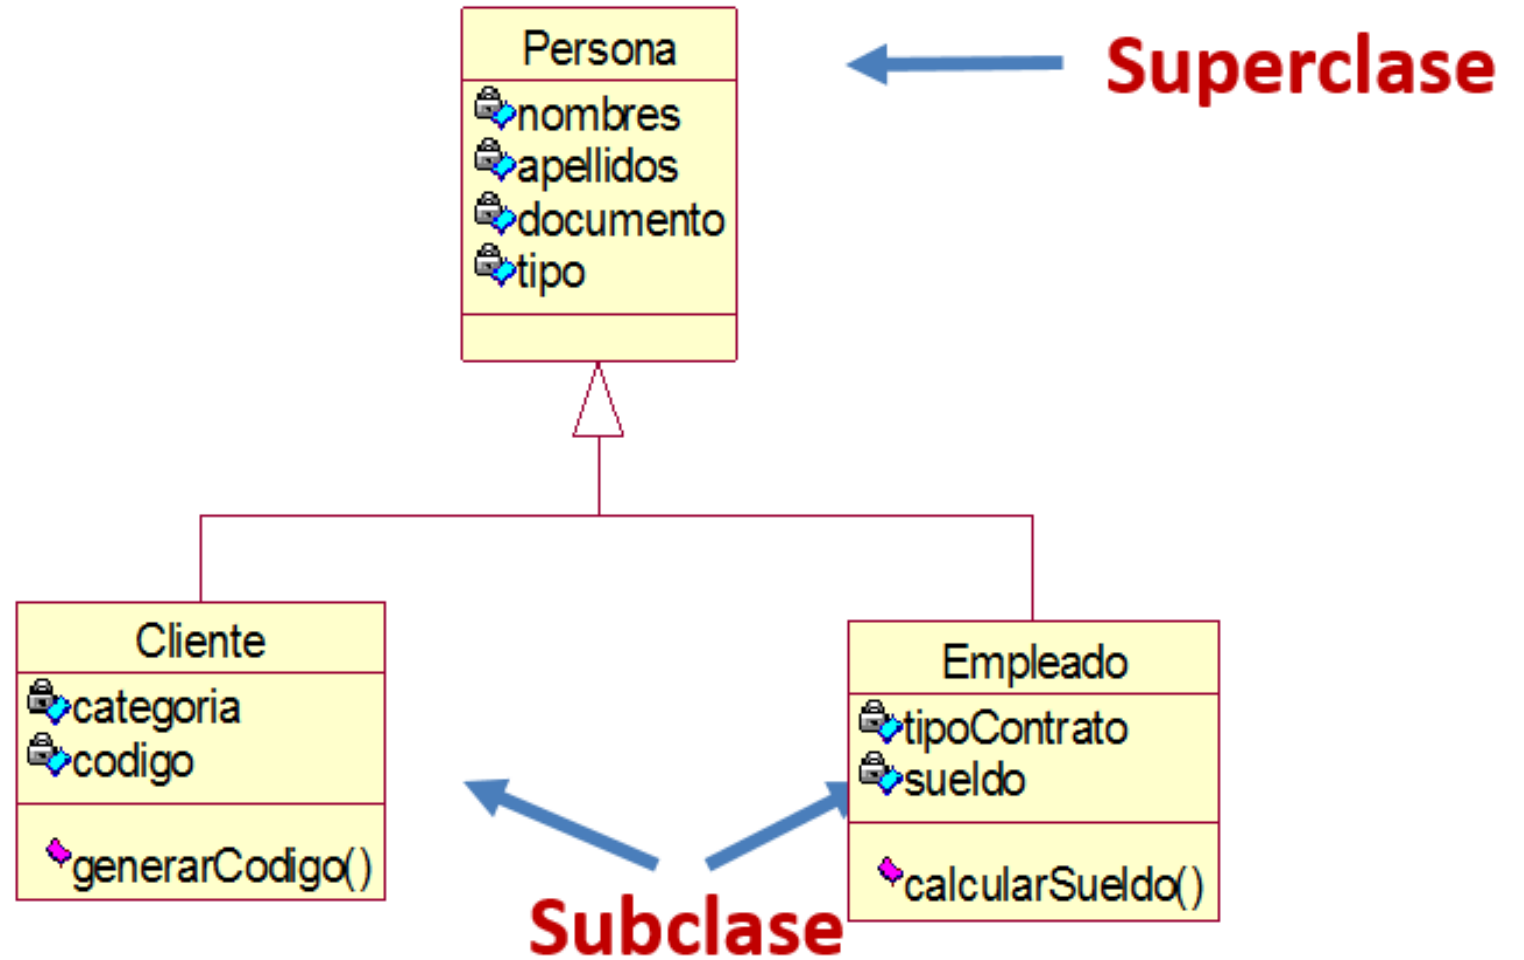 Persona
Superclase
nombres
apellidos
documento
tipo
Cliente
categoria
codigo
generarCodigo()
Empleado
tipoContrato
sueldo
calcularSueldo()
Subclase